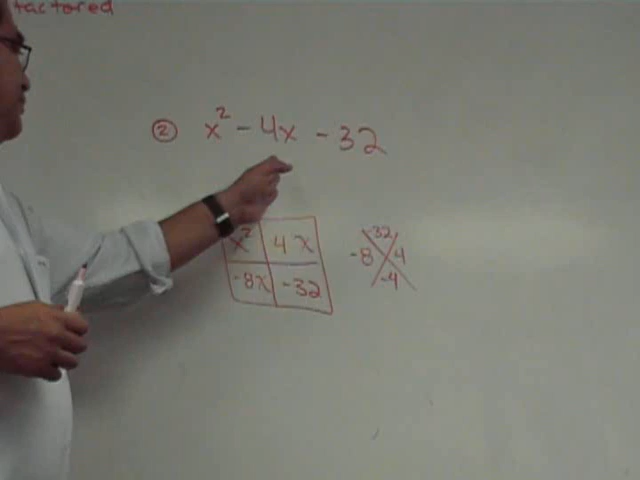 factored
② x² - 4x - 32
x² 4x -32
-8x -32 -8 4
-4